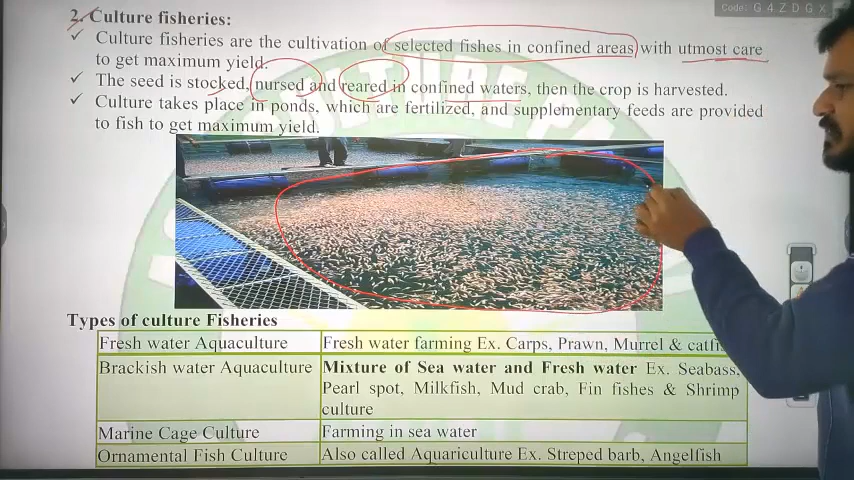 Code: G 4 Z D G X
2. Culture fisheries:
✓ Culture fisheries are the cultivation of selected fishes in confined areas with utmost care
to get maximum yield.
✓ The seed is stocked, nursed and reared in confined waters, then the crop is harvested.
✓ Culture takes place in ponds, which are fertilized, and supplementary feeds are provided
to fish to get maximum yield.
Types of culture Fisheries
Fresh water Aquaculture Fresh water farming Ex. Carps, Prawn, Murrel &
Brackish water Aquaculture Mixture of Sea water and Fresh water Ex. Seabass,
Pearl spot, Milkfish, Mud crab, Fin fishes & Shrimp
culture
Marine Cage Culture Farming in sea water
Ornamental Fish Culture Also called Aquariculture Ex. Streped barb, Angelfish